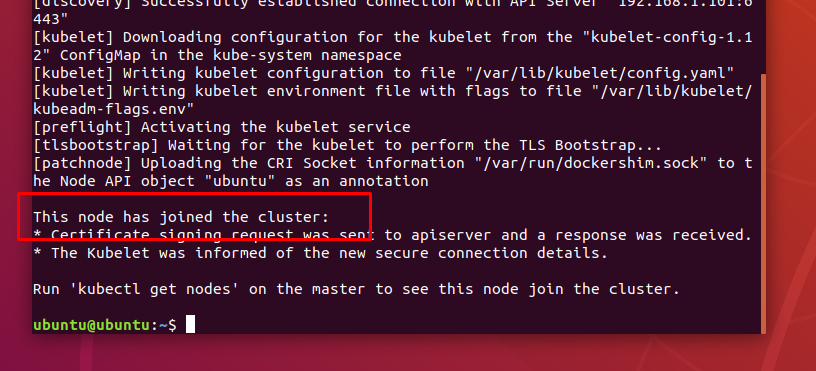 [discovery] Successfully established connection with API Server "192.168.1.101:6
443"
[kubelet] Downloading configuration for the kubelet from the "kubelet-config-1.1
2" ConfigMap in the kube-system namespace
[kubelet] Writing kubelet configuration to file "/var/lib/kubelet/config.yaml"
[kubelet] Writing kubelet environment file with flags to file "/var/lib/kubelet/
kubeadm-flags.env"
[preflight] Activating the kubelet service
[tlsbootstrap] Waiting for the kubelet to perform the TLS Bootstrap...
[patchnode] Uploading the CRI Socket information "/var/run/dockershim.sock" to t
he Node API object "ubuntu" as an annotation
This node has joined the cluster:
* Certificate signing request was sent to apiserver and a response was received.
* The Kubelet was informed of the new secure connection details.
Run 'kubectl get nodes' on the master to see this node join the cluster.
ubuntu@ubuntu:~$